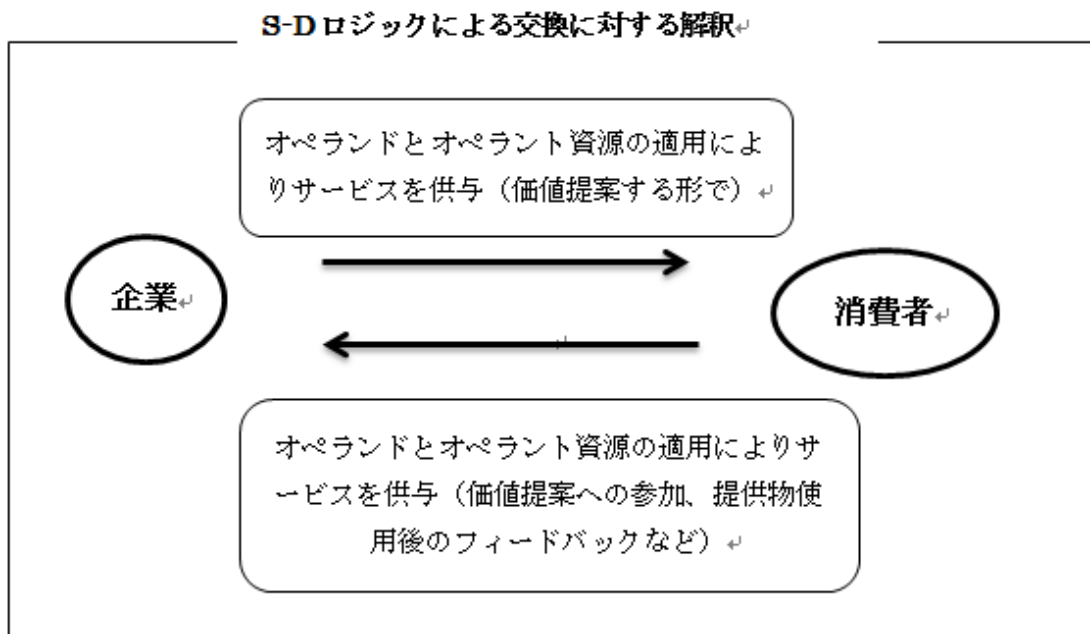 S-Dロジックによる交換に対する解釈↵
オペランドとオペラント資源の適用によ
りサービスを供与（価値提案する形で）↵
企業↵
消費者↵
↵
オペランドとオペラント資源の適用によりサ
ービスを供与（価値提案への参加、提供物使
用後のフィードバックなど）↵